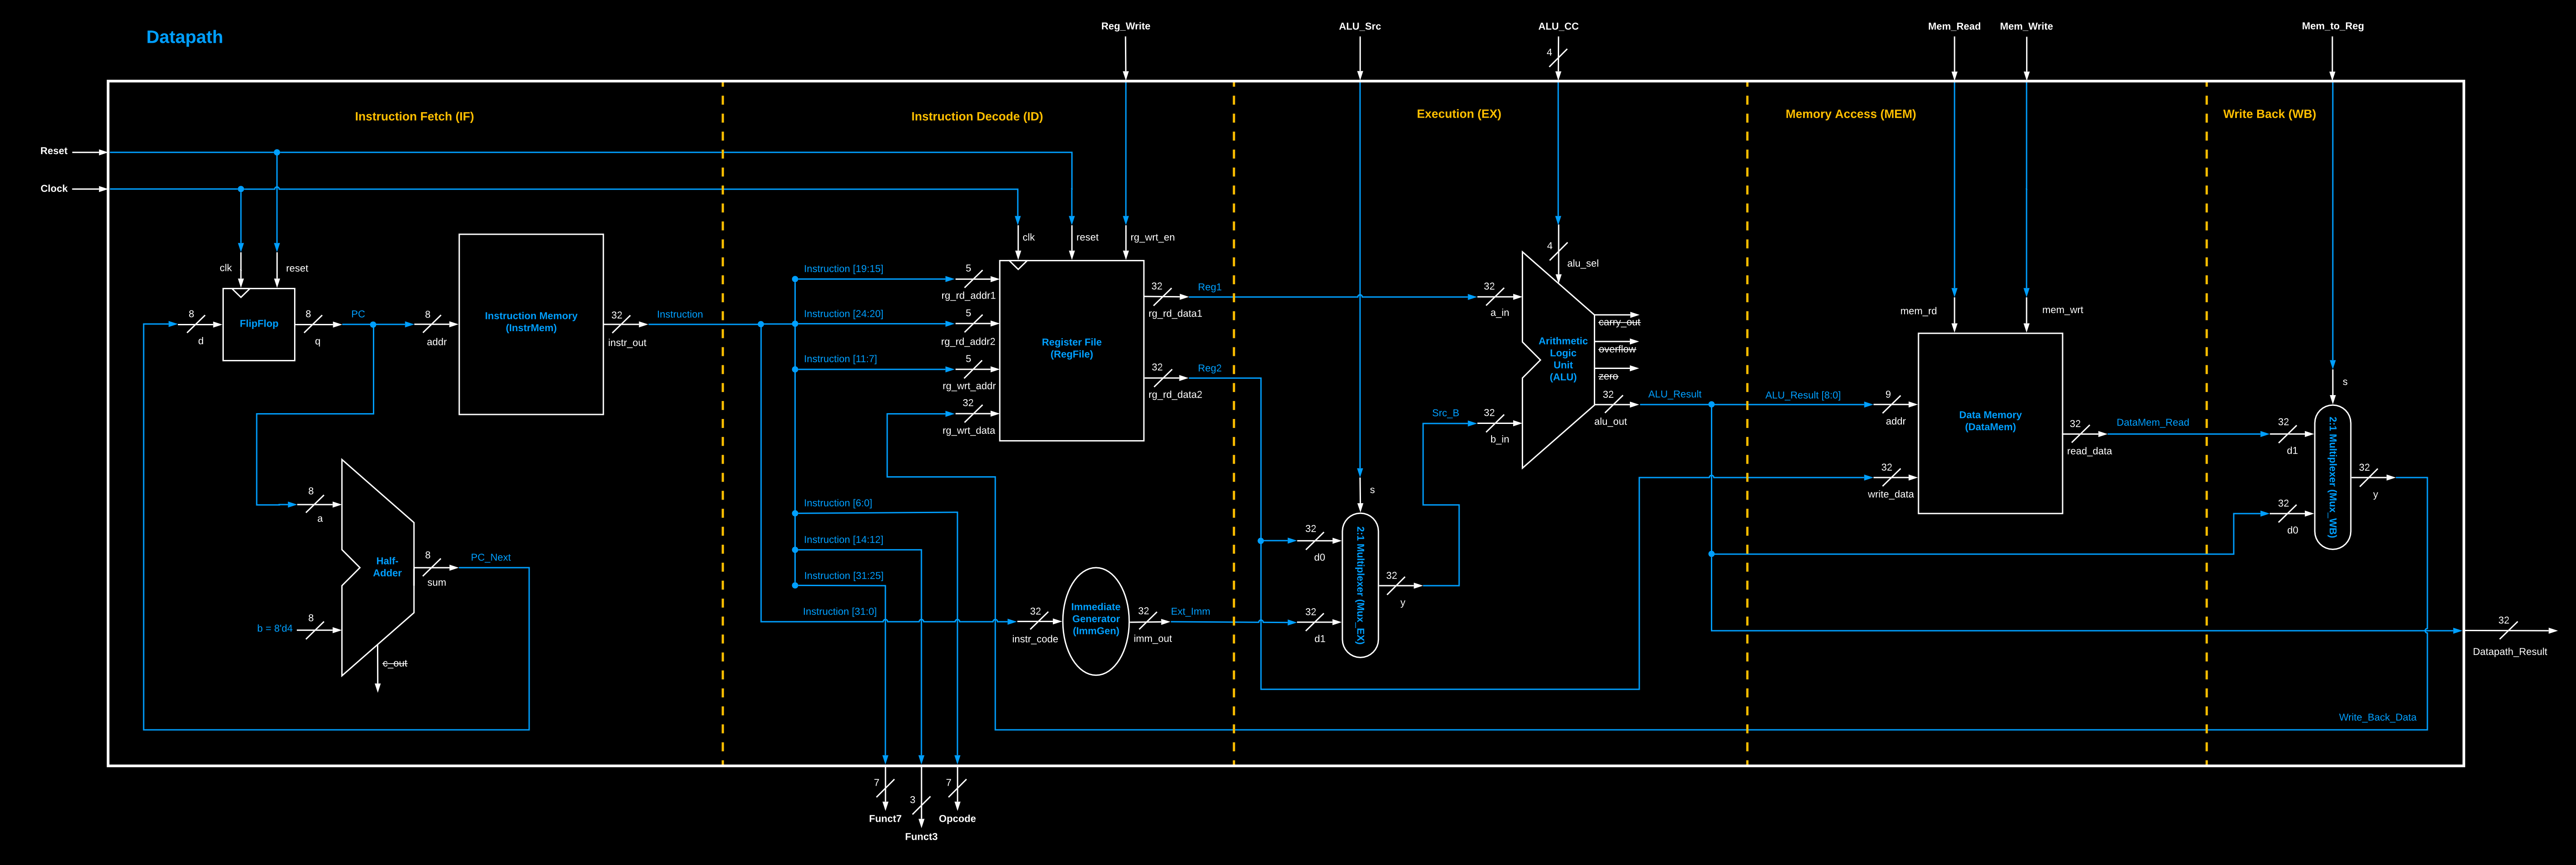 Datapath
Reg_Write
ALU_Src
ALU_CC
4
Mem_Read
Mem_Write
Mem_to_Reg
Instruction Fetch (IF)
Instruction Decode (ID)
Execution (EX)
Memory Access (MEM)
Write Back (WB)
Reset
Clock
clk
reset
8
d
FlipFlop
8
q
PC
8
addr
Instruction Memory
(InstrMem)
32
instr_out
Instruction
8
a
Half-
Adder
8
sum
PC_Next
b = 8'd4
8
c_out
clk
reset
rg_wrt_en
Instruction [19:15]
5
rg_rd_addr1
Instruction [24:20]
5
rg_rd_addr2
Instruction [11:7]
5
rg_wrt_addr
32
rg_wrt_data
Register File
(RegFile)
32
rg_rd_data1
Reg1
32
rg_rd_data2
Reg2
Instruction [6:0]
Instruction [14:12]
Instruction [31:25]
Instruction [31:0]
32
instr_code
Immediate
Generator
(ImmGen)
32
imm_out
Ext_Imm
7
Funct7
3
Funct3
7
Opcode
s
32
d0
32
d1
2:1 Multiplexer (Mux_EX)
32
y
Src_B
4
alu_sel
32
a_in
32
b_in
Arithmetic
Logic
Unit
(ALU)
carry_out
overflow
zero
32
alu_out
ALU_Result
ALU_Result [8:0]
mem_rd
mem_wrt
9
addr
32
write_data
Data Memory
(DataMem)
32
read_data
DataMem_Read
s
32
d1
32
d0
2:1 Multiplexer (Mux_WB)
32
y
32
Datapath_Result
Write_Back_Data